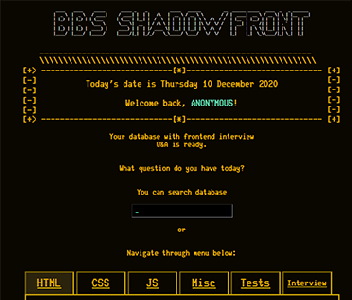 BBS SHADOWFRONT
\\\\\\\\\\\\\\\\\\\\\\\\\\\\\\\\\\\\\\\\\\\\\\\\\\
[+] -------------------------[*]------------------------- [+]
[-] Today's date is Thursday 10 December 2020 [-]
[-] Welcome back, ANONYMOUS! [-]
[+] -------------------------[*]------------------------- [+]
Your database with frontend interview
Q&A is ready.
What question do you have today?
You can search database
_
or
Navigate through menu below:
HTML CSS JS Misc Tests Interview